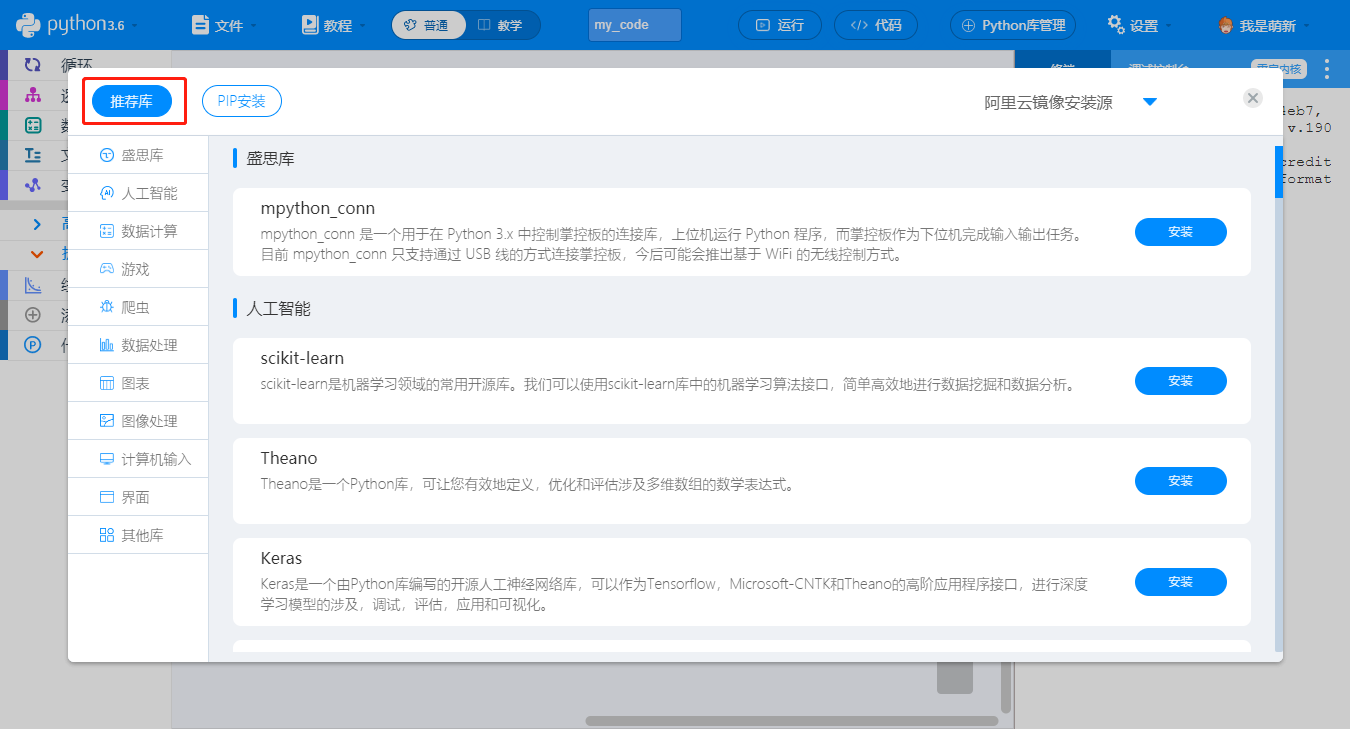 python3.6
文件
教程
普通
教学
my_code
运行
代码
Python库管理
设置
我是萌新
循环
推荐库
PIP安装
阿里云镜像安装源
eb7,
v.190
credit
format
盛思库
人工智能
数据计算
游戏
爬虫
数据处理
图表
图像处理
计算机输入
界面
其他库
盛思库
mpython_conn
mpython_conn 是一个用于在 Python 3.x 中控制掌控板的连接库，上位机运行 Python 程序，而掌控板作为下位机完成输入输出任务。
目前 mpython_conn 只支持通过 USB 线的方式连接掌控板，今后可能会推出基于 WiFi 的无线控制方式。
安装
人工智能
scikit-learn
scikit-learn是机器学习领域的常用开源库。我们可以使用scikit-learn库中的机器学习算法接口，简单高效地进行数据挖掘和数据分析。
安装
Theano
Theano是一个Python库，可让您有效地定义，优化和评估涉及多维数组的数学表达式。
安装
Keras
Keras是一个由Python库编写的开源人工神经网络库，可以作为Tensorflow，Microsoft-CNTK和Theano的高阶应用程序接口，进行深度
学习模型的涉及，调试，评估，应用和可视化。
安装